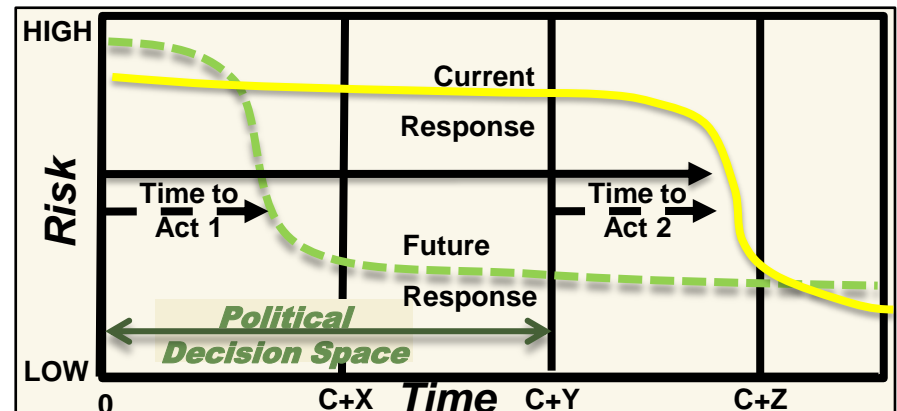 HIGH
Current
Response
Risk
Time to
Act 1
Time to
Act 2
Future
Response
Political
Decision Space
LOW
0
C+X
Time
C+Y
C+Z